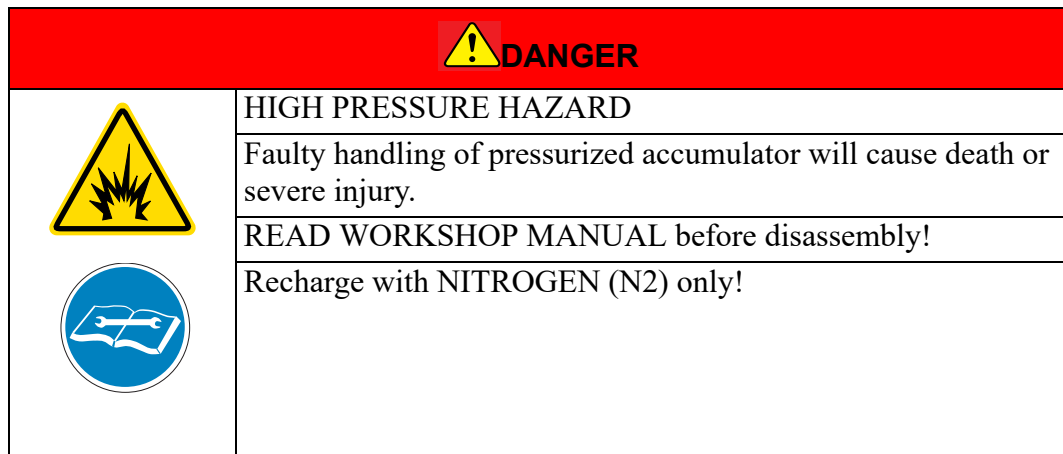 DANGER
HIGH PRESSURE HAZARD
Faulty handling of pressurized accumulator will cause death or
severe injury.
READ WORKSHOP MANUAL before disassembly!
Recharge with NITROGEN (N2) only!